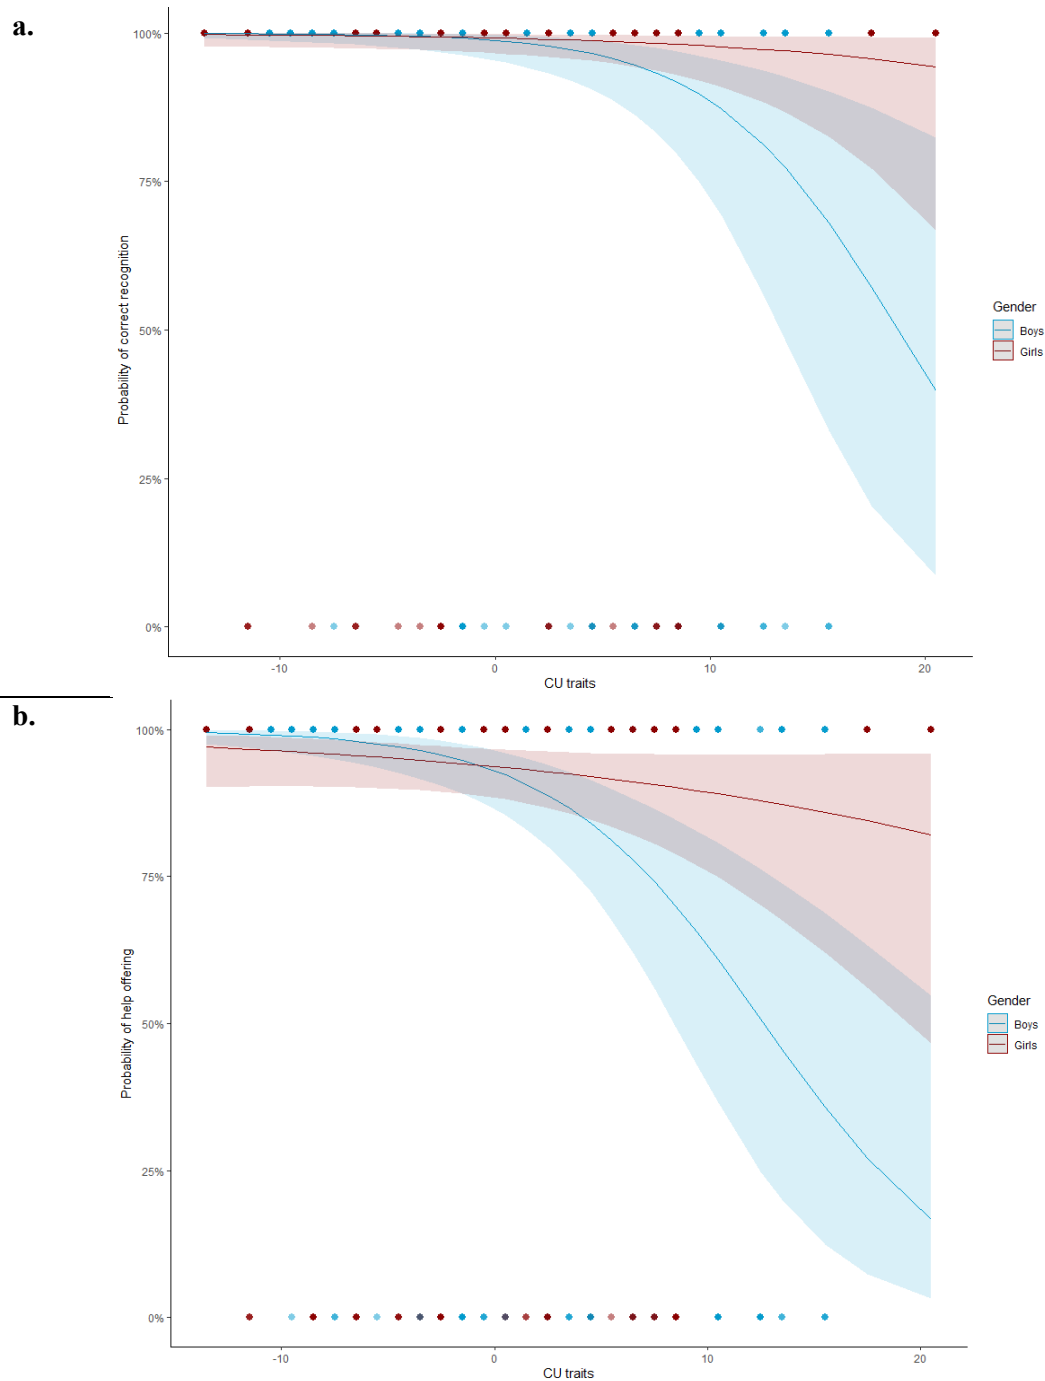 a.
100%
75%
50%
25%
0%
Probability of correct recognition
-10 0 10 20
CU traits
Gender
Boys
Girls
b.
100%
75%
50%
25%
0%
Probability of help offering
-10 0 10 20
CU traits
Gender
Boys
Girls